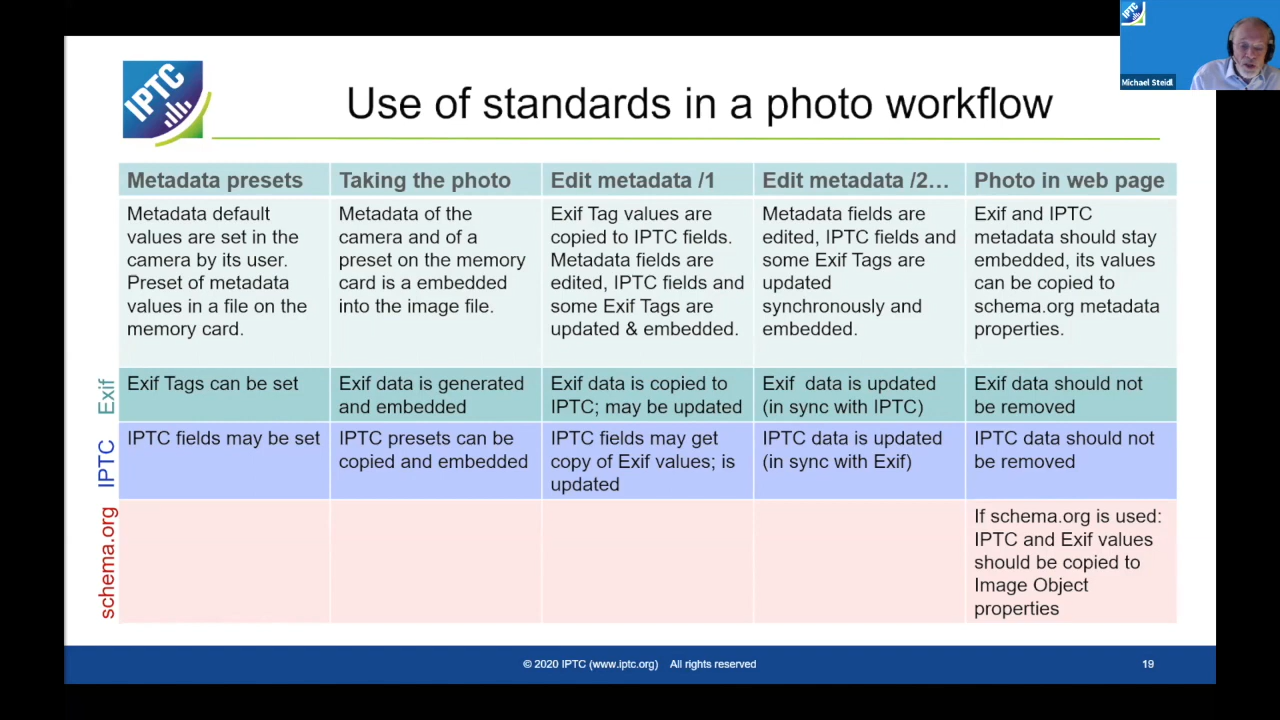 IPTC
Michael Steidl
IPTC
Use of standards in a photo workflow
Metadata presets
Taking the photo
Edit metadata /1
Edit metadata /2…
Photo in web page
Metadata default
values are set in the
camera by its user.
Preset of metadata
values in a file on the
memory card.
Metadata of the
camera and of a
preset on the memory
card is a embedded
into the image file.
Exif Tag values are
copied to IPTC fields.
Metadata fields are
edited, IPTC fields and
some Exif Tags are
updated & embedded.
Metadata fields are
edited, IPTC fields and
some Exif Tags are
updated
synchronously and
embedded.
Exif and IPTC
metadata should stay
embedded, its values
can be copied to
schema.org metadata
properties.
Exif
Exif Tags can be set
Exif data is generated
and embedded
Exif data is copied to
IPTC; may be updated
Exif data is updated
(in sync with IPTC)
Exif data should not
be removed
IPTC
IPTC fields may be set
IPTC presets can be
copied and embedded
IPTC fields may get
copy of Exif values; is
updated
IPTC data is updated
(in sync with Exif)
IPTC data should not
be removed
schema.org
If schema.org is used:
IPTC and Exif values
should be copied to
Image Object
properties
© 2020 IPTC (www.iptc.org) All rights reserved
19